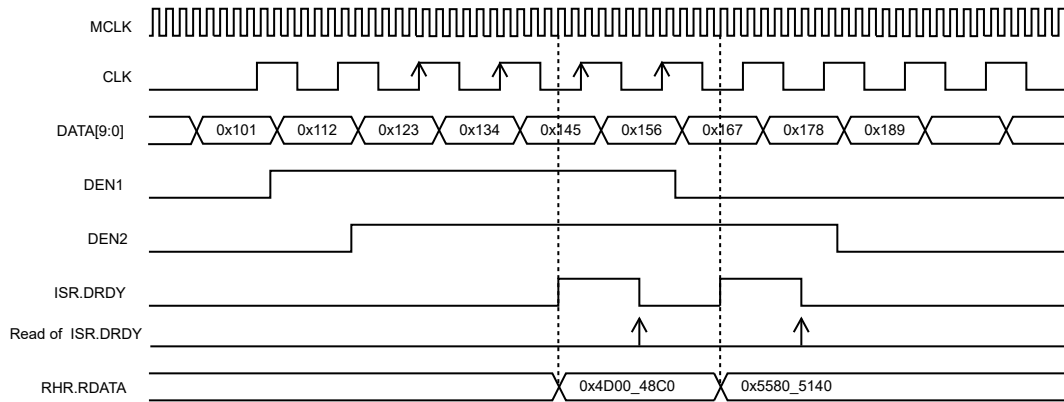 MCLK
CLK
DATA[9:0] 0x101 0x112 0x123 0x134 0x145 0x156 0x167 0x178 0x189
DEN1
DEN2
ISR.DRDY
Read of ISR.DRDY
RHR.RDATA 0x4D00_48C0 0x5580_5140